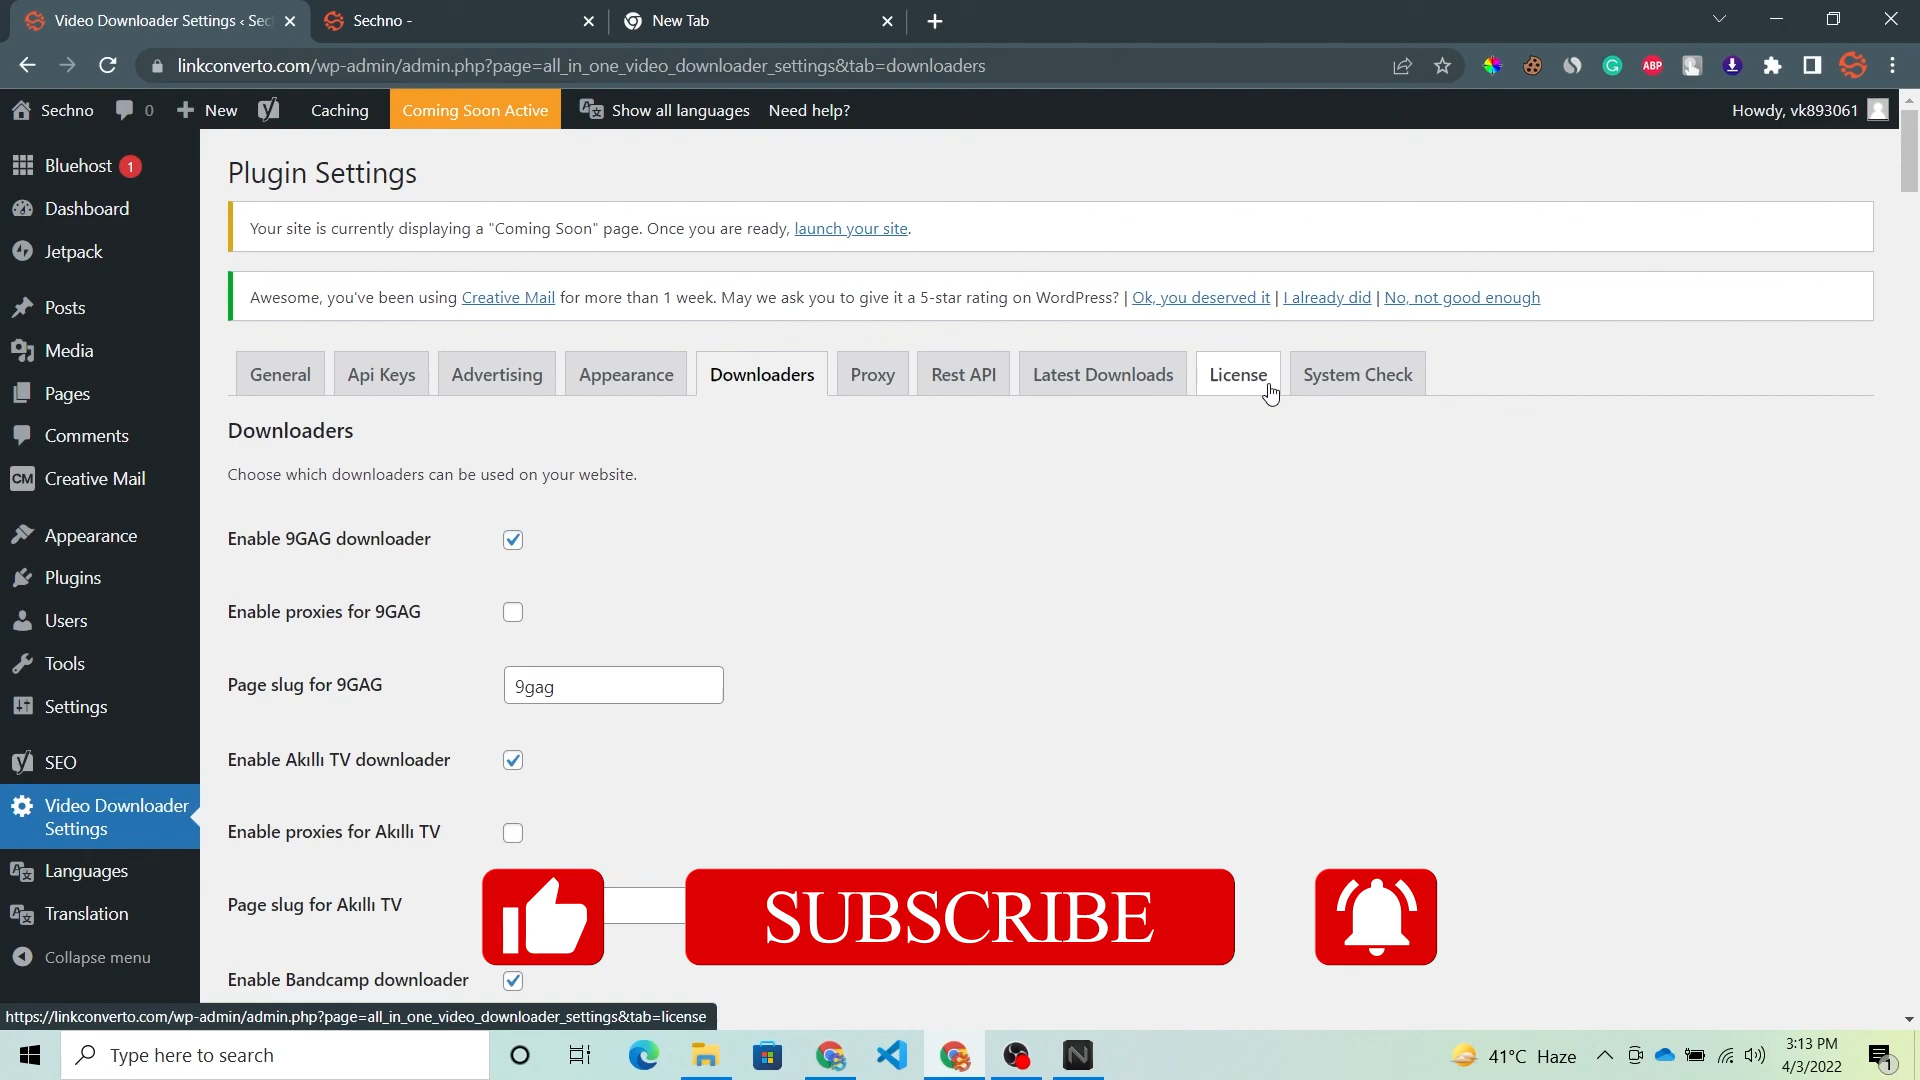 Video Downloader Settings ‹ Sec
Sechno -
New Tab
linkconverto.com/wp-admin/admin.php?page=all_in_one_video_downloader_settings&tab=downloaders
ABP
Sechno
0
New
Caching
Coming Soon Active
Show all languages
Need help?
Howdy, vk893061
Bluehost 1
Dashboard
Jetpack
Posts
Media
Pages
Comments
CM Creative Mail
Appearance
Plugins
Users
Tools
Settings
SEO
Video Downloader
Settings
Languages
Translation
Collapse menu
Plugin Settings
Your site is currently displaying a "Coming Soon" page. Once you are ready, launch your site.
Awesome, you've been using Creative Mail for more than 1 week. May we ask you to give it a 5-star rating on WordPress? | Ok, you deserved it | I already did | No, not good enough
General
Api Keys
Advertising
Appearance
Downloaders
Proxy
Rest API
Latest Downloads
License
System Check
Downloaders
Choose which downloaders can be used on your website.
Enable 9GAG downloader
Enable proxies for 9GAG
Page slug for 9GAG
9gag
Enable Akıllı TV downloader
Enable proxies for Akıllı TV
Page slug for Akıllı TV
SUBSCRIBE
Enable Bandcamp downloader
https://linkconverto.com/wp-admin/admin.php?page=all_in_one_video_downloader_settings&tab=license
Type here to search
41°C Haze
3:13 PM
4/3/2022
1